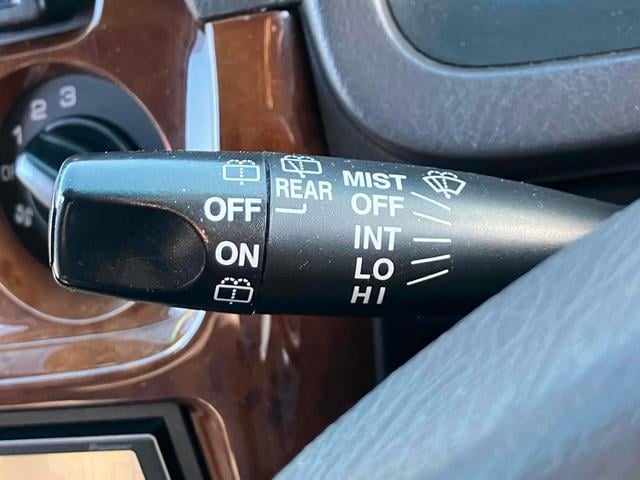 1 2 3
OFF
ON
REAR
MIST
OFF
INT
LO
HI